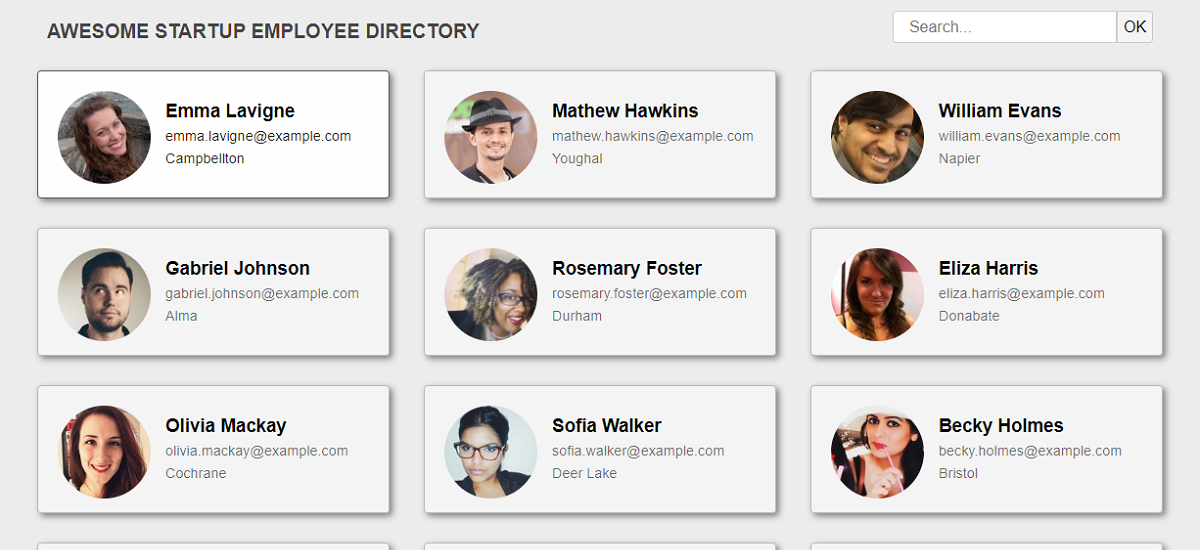 AWESOME STARTUP EMPLOYEE DIRECTORY
Search...
OK
Emma Lavigne
emma.lavigne@example.com
Campbellton
Mathew Hawkins
mathew.hawkins@example.com
Youghal
William Evans
william.evans@example.com
Napier
Gabriel Johnson
gabriel.johnson@example.com
Alma
Rosemary Foster
rosemary.foster@example.com
Durham
Eliza Harris
eliza.harris@example.com
Donabate
Olivia Mackay
olivia.mackay@example.com
Cochrane
Sofia Walker
sofia.walker@example.com
Deer Lake
Becky Holmes
becky.holmes@example.com
Bristol